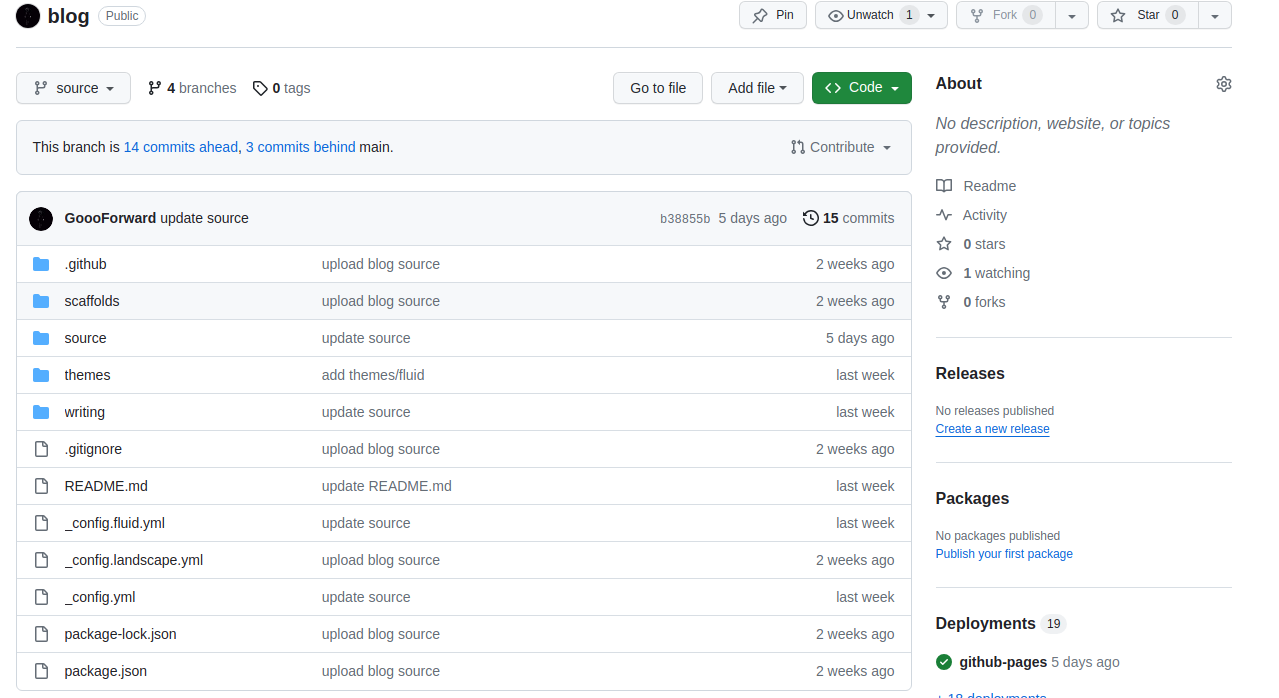 blog Public Pin Unwatch 1 Fork 0 Star 0
source 4 branches 0 tags Go to file Add file Code
This branch is 14 commits ahead, 3 commits behind main. Contribute
GoooForward update source b38855b 5 days ago 15 commits
.github upload blog source 2 weeks ago
scaffolds upload blog source 2 weeks ago
source update source 5 days ago
themes add themes/fluid last week
writing update source last week
.gitignore upload blog source 2 weeks ago
README.md update README.md last week
_config.fluid.yml update source last week
_config.landscape.yml upload blog source 2 weeks ago
_config.yml update source last week
package-lock.json upload blog source 2 weeks ago
package.json upload blog source 2 weeks ago
About
No description, website, or topics
provided.
Readme
Activity
0 stars
1 watching
0 forks
Releases
No releases published
Create a new release
Packages
No packages published
Publish your first package
Deployments 19
github-pages 5 days ago
+ 18 deployments